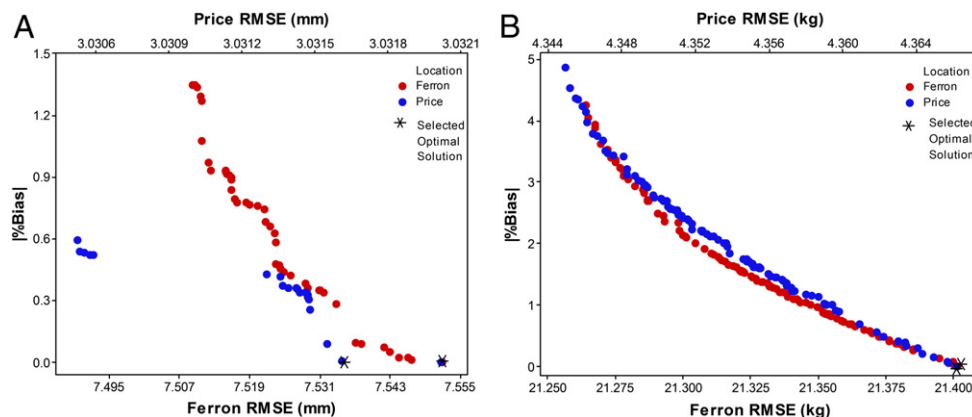 A
Price RMSE (mm)
3.0306 3.0309 3.0312 3.0316 3.0319 3.0321
1.5
1.2
0.9
0.6
0.3
0.0
|%Bias|
Location
Ferron
Price
Selected
Optimal
Solution
7.495 7.507 7.519 7.531 7.543 7.555
Ferron RMSE (mm)
B
Price RMSE (kg)
4.344 4.348 4.352 4.356 4.360 4.364
5
4
3
2
1
0
|%Bias|
Location
Ferron
Price
Selected
Optimal
Solution
21.250 21.275 21.300 21.325 21.350 21.375 21.400
Ferron RMSE (kg)